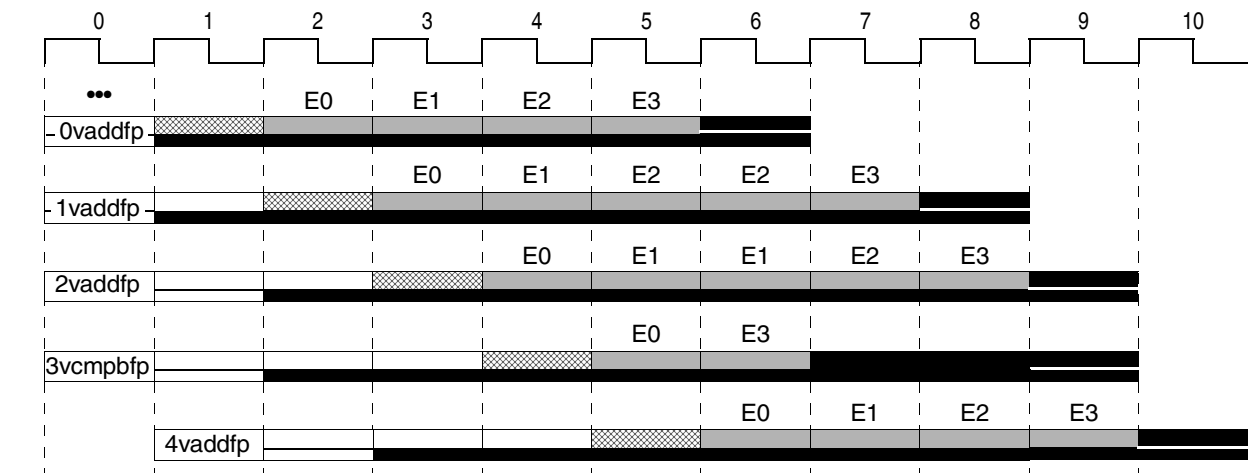 0 1 2 3 4 5 6 7 8 9 10
•••
E0 E1 E2 E3
0vaddfp
E0 E1 E2 E2 E3
1vaddfp
E0 E1 E1 E2 E3
2vaddfp
E0 E3
3vcmpbfp
E0 E1 E2 E3
4vaddfp